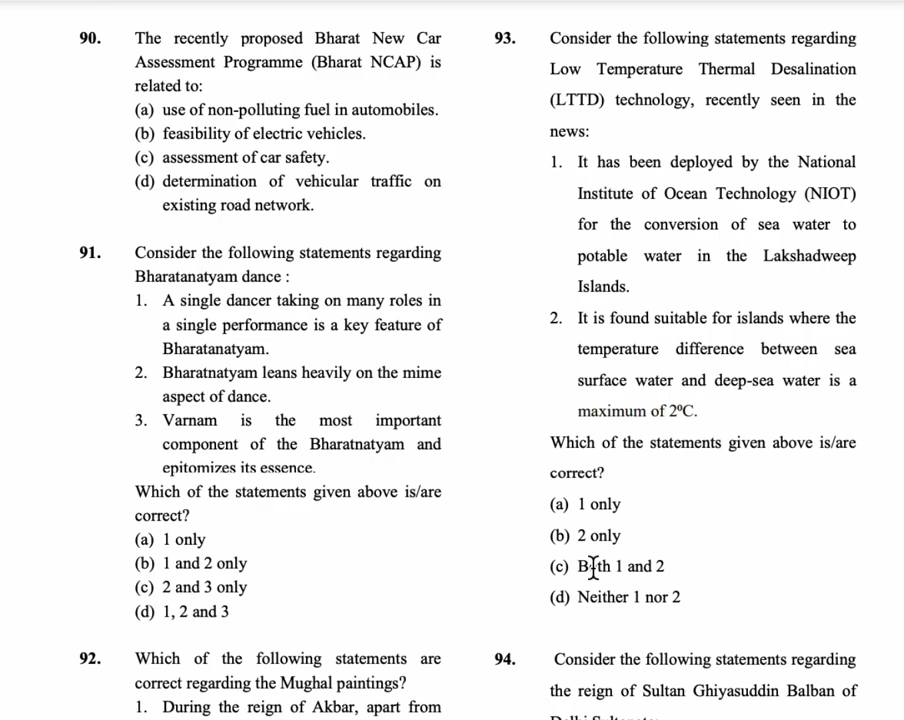 90. The recently proposed Bharat New Car
Assessment Programme (Bharat NCAP) is
related to:
(a) use of non-polluting fuel in automobiles.
(b) feasibility of electric vehicles.
(c) assessment of car safety.
(d) determination of vehicular traffic on
existing road network.
91. Consider the following statements regarding
Bharatanatyam dance :
1. A single dancer taking on many roles in
a single performance is a key feature of
Bharatanatyam.
2. Bharatnatyam leans heavily on the mime
aspect of dance.
3. Varnam is the most important
component of the Bharatnatyam and
epitomizes its essence.
Which of the statements given above is/are
correct?
(a) 1 only
(b) 1 and 2 only
(c) 2 and 3 only
(d) 1, 2 and 3
92. Which of the following statements are
correct regarding the Mughal paintings?
1. During the reign of Akbar, apart from
93. Consider the following statements regarding
Low Temperature Thermal Desalination
(LTTD) technology, recently seen in the
news:
1. It has been deployed by the National
Institute of Ocean Technology (NIOT)
for the conversion of sea water to
potable water in the Lakshadweep
Islands.
2. It is found suitable for islands where the
temperature difference between sea
surface water and deep-sea water is a
maximum of 2ºC.
Which of the statements given above is/are
correct?
(a) 1 only
(b) 2 only
(c) Both 1 and 2
(d) Neither 1 nor 2
94. Consider the following statements regarding
the reign of Sultan Ghiyasuddin Balban of